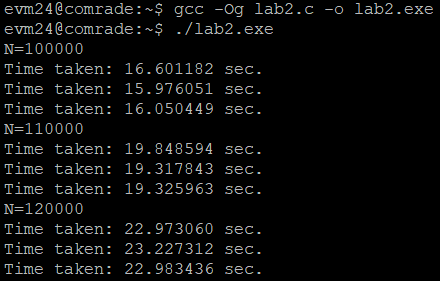 evm24@comrade:~$ gcc -Og lab2.c -o lab2.exe
evm24@comrade:~$ ./lab2.exe
N=100000
Time taken: 16.601182 sec.
Time taken: 15.976051 sec.
Time taken: 16.050449 sec.
N=110000
Time taken: 19.848594 sec.
Time taken: 19.317843 sec.
Time taken: 19.325963 sec.
N=120000
Time taken: 22.973060 sec.
Time taken: 23.227312 sec.
Time taken: 22.983436 sec.